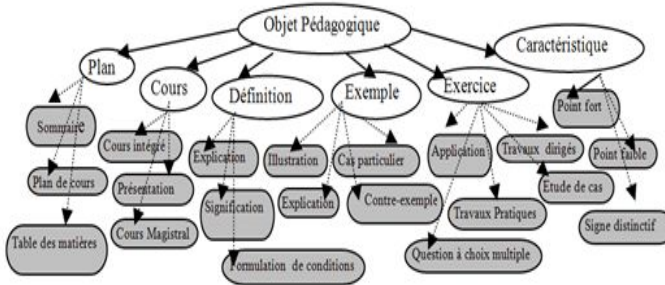 Objet Pédagogique
Caractéristique
Plan
Cours
Définition
Exemple
Exercice
Sommaire
Cours intégré
Explication
Illustration
Cas particulier
Application
Travaux dirigés
Point fort
Point faible
Plan de cours
Présentation
Signification
Explication
Contre-exemple
Travaux Pratiques
Etude de cas
Signe distinctif
Table des matières
Cours Magistral
Formulation de conditions
Question à choix multiple